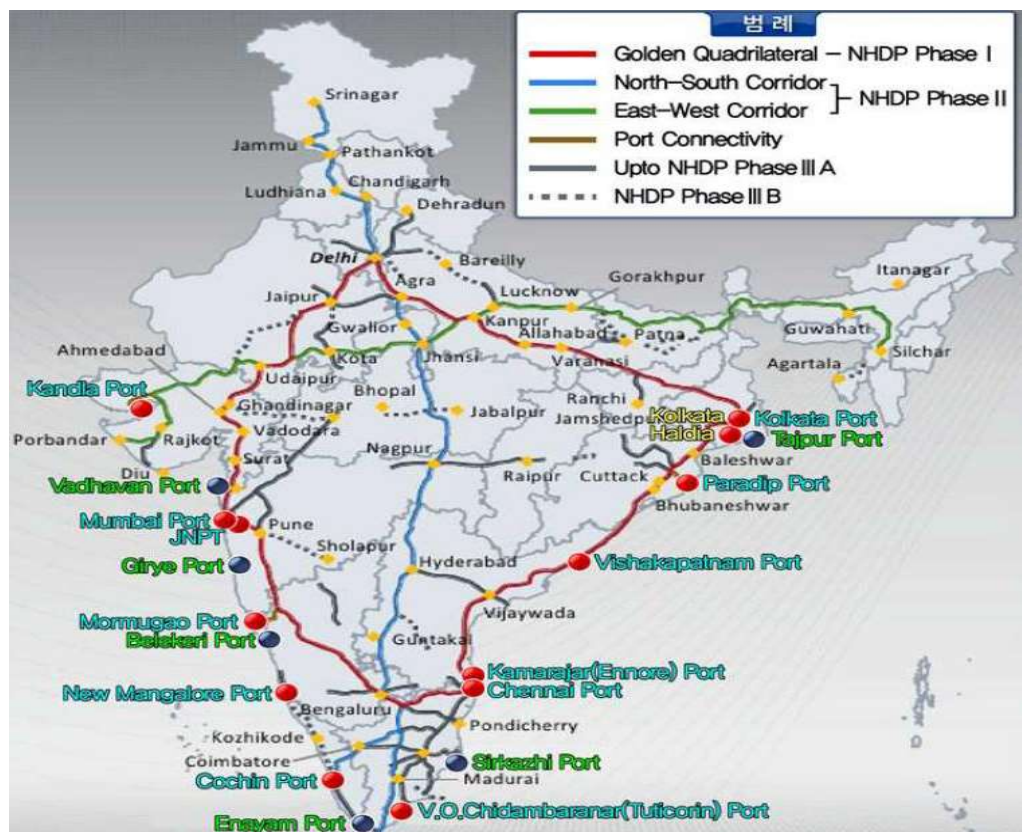 범 례
Golden Quadrilateral - NHDP Phase I
North-South Corridor
East-West Corridor
NHDP Phase II
Port Connectivity
Upto NHDP Phase III A
NHDP Phase III B
Srinagar
Jammu
Pathankot
Chandigarh
Ludhiana
Dehradun
Delhi
Bareilly
Agra
Gorakhpur
Itanagar
Jaipur
Lucknow
Gwalior
Kanpur
Allahabad
Patna
Guwahati
Ahmedabad
Kota
Jhansi
Varanasi
Silchar
Agartala
Udaipur
Bhopal
Kandla Port
Ghandinagar
Jabalpur
Ranchi
Jamshedpu
Kolkata
Kolkata Port
Haldia
Tajpur Port
Porbandar
Rajkot
Vadodara
Nagpur
Baleshwar
Surat
Diu
Raipur
Cuttack
Paradip Port
Vadhavan Port
Bhubaneshwar
Mumbai Port
JNPT
Pune
Sholapur
Hyderabad
Vishakapatnam Port
Girye Port
Vijaywada
Mormugao Port
Belekeri Port
Guntakal
Kamarajar(Ennore) Port
Chennai Port
New Mangalore Port
Bengaluru
Pondicherry
Kozhikode
Coimbatore
Sirkazhi Port
Cochin Port
Madurai
V.O.Chidambaranar(Tuticorin) Port
Enayam Port